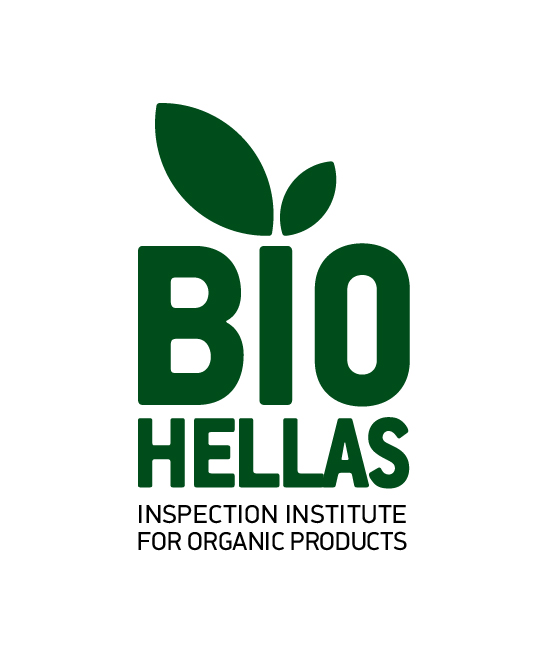 BIO
HELLAS
INSPECTION INSTITUTE
FOR ORGANIC PRODUCTS